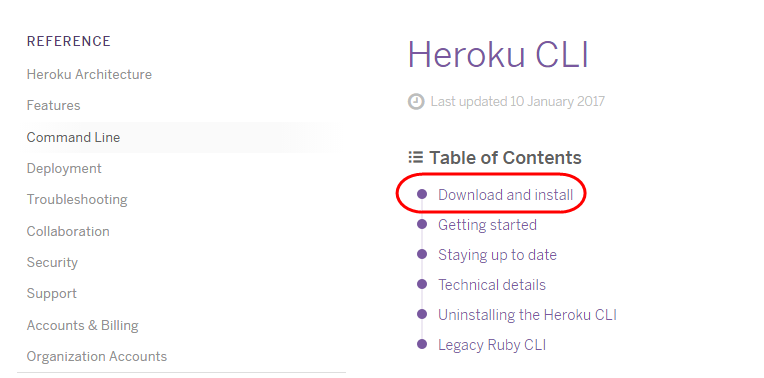 REFERENCE
Heroku Architecture
Features
Command Line
Deployment
Troubleshooting
Collaboration
Security
Support
Accounts & Billing
Organization Accounts
Heroku CLI
Last updated 10 January 2017
Table of Contents
Download and install
Getting started
Staying up to date
Technical details
Uninstalling the Heroku CLI
Legacy Ruby CLI